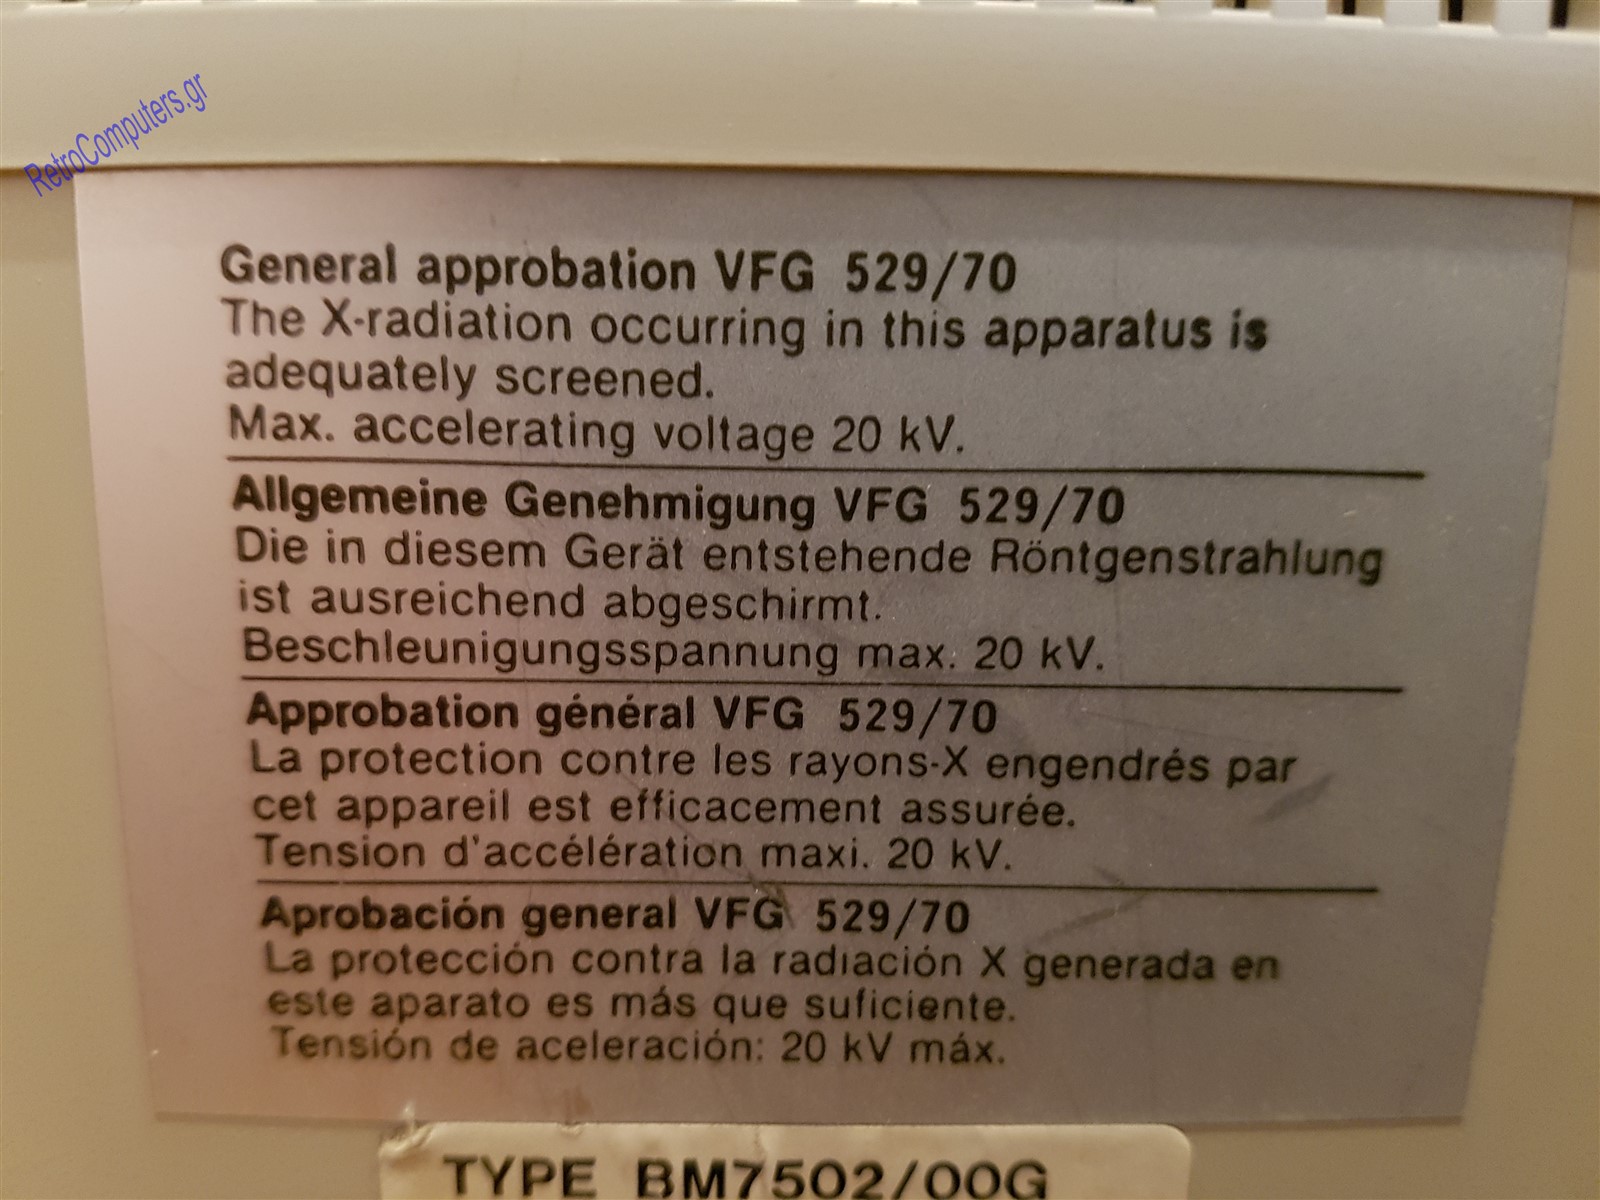 RetroComputers.gr
General approbation VFG 529/70
The X-radiation occurring in this apparatus is
adequately screened.
Max. accelerating voltage 20 kV.
Allgemeine Genehmigung VFG 529/70
Die in diesem Gerät entstehende Röntgenstrahlung
ist ausreichend abgeschirmt.
Beschleunigungsspannung max. 20 kV.
Approbation général VFG 529/70
La protection contre les rayons-X engendrés par
cet appareil est efficacement assurée.
Tension d'accélération maxi. 20 kV.
Aprobación general VFG 529/70
La protección contra la radiación X generada en
este aparato es más que suficiente.
Tensión de aceleración: 20 kV máx.
TYPE BM7502/00G